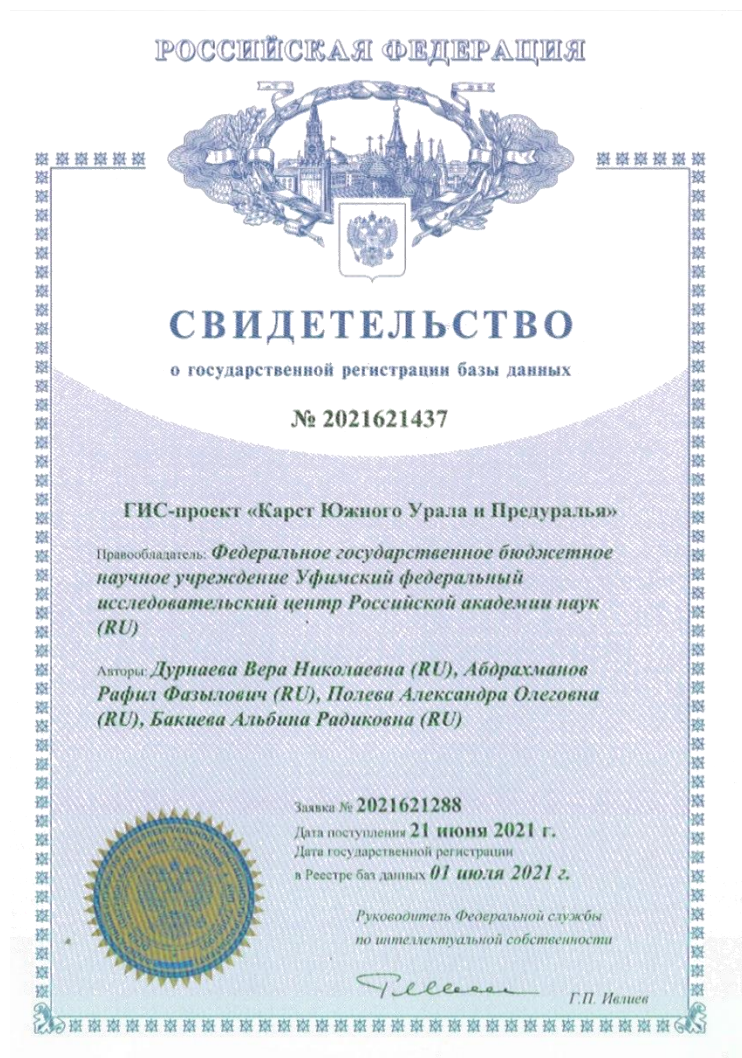 РОССИЙСКАЯ ФЕДЕРАЦИЯ
СВИДЕТЕЛЬСТВО
о государственной регистрации базы данных
№ 2021621437
ГИС-проект «Карст Южного Урала и Предуралья»
Правообладатель: Федеральное государственное бюджетное
научное учреждение Уфимский федеральный
исследовательский центр Российской академии наук
(RU)
Авторы: Дурнаева Вера Николаевна (RU), Абдрахманов
Рафил Фазылович (RU), Полева Александра Олеговна
(RU), Бакиева Альбина Радиковна (RU)
Заявка № 2021621288
Дата поступления 21 июня 2021 г.
Дата государственной регистрации
в Реестре баз данных 01 июля 2021 г.
Руководитель Федеральной службы
по интеллектуальной собственности
Г.П. Ивлиев